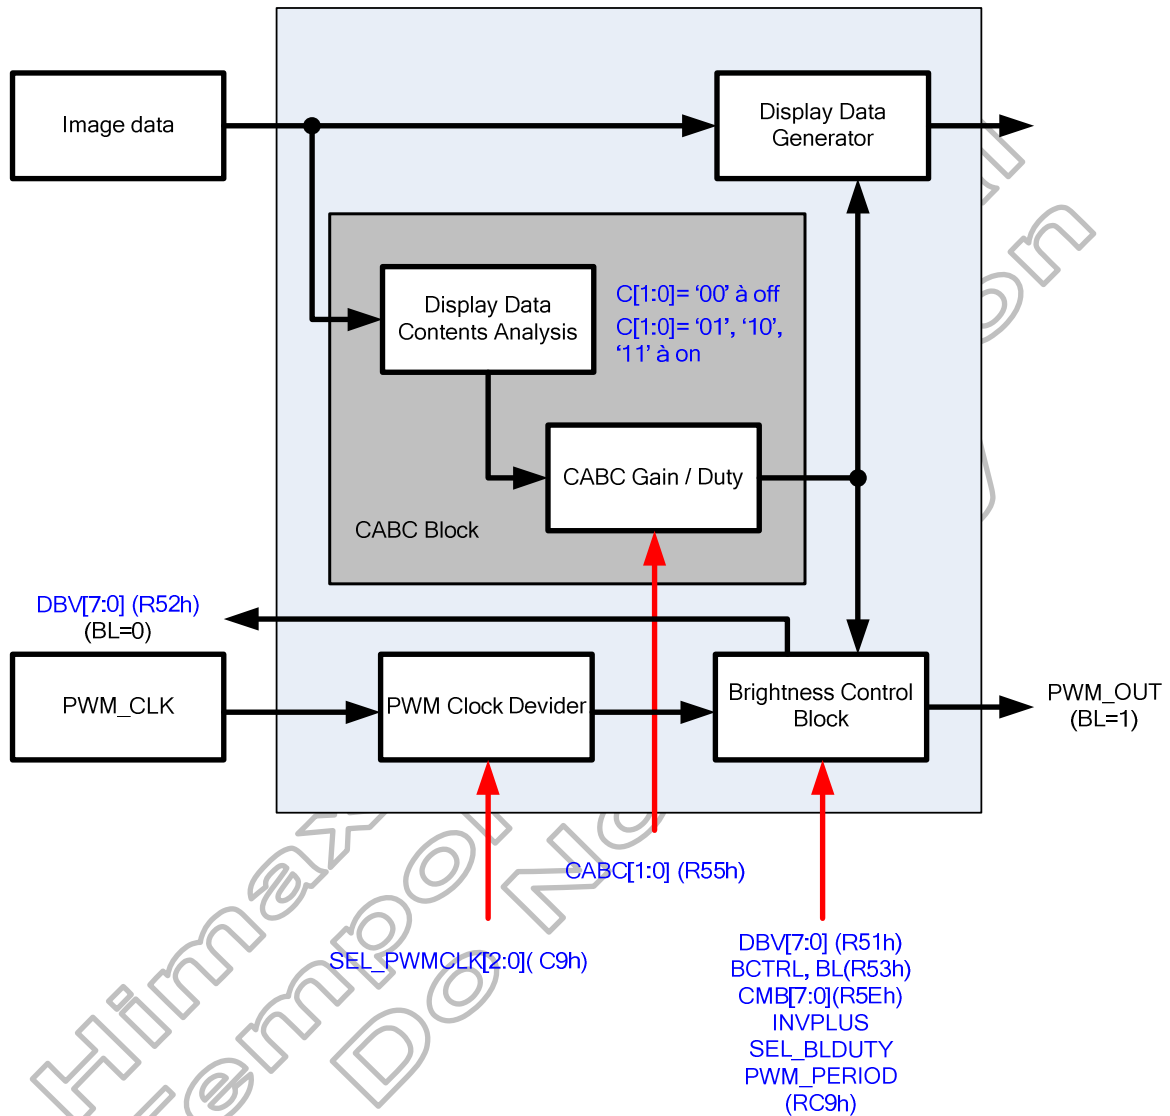 Image data
Display Data
Generator
Display Data
Contents Analysis
C[1:0]= ‘00’ à off
C[1:0]= ‘01’, ‘10’,
‘11’ à on
CABC Gain / Duty
CABC Block
DBV[7:0] (R52h)
(BL=0)
PWM_CLK
PWM Clock Devider
Brightness Control
Block
PWM_OUT
(BL=1)
CABC[1:0] (R55h)
SEL_PWMCLK[2:0]( C9h)
DBV[7:0] (R51h)
BCTRL, BL(R53h)
CMB[7:0](R5Eh)
INVPLUS
SEL_BLDUTY
PWM_PERIOD
(RC9h)
Himax
Do No